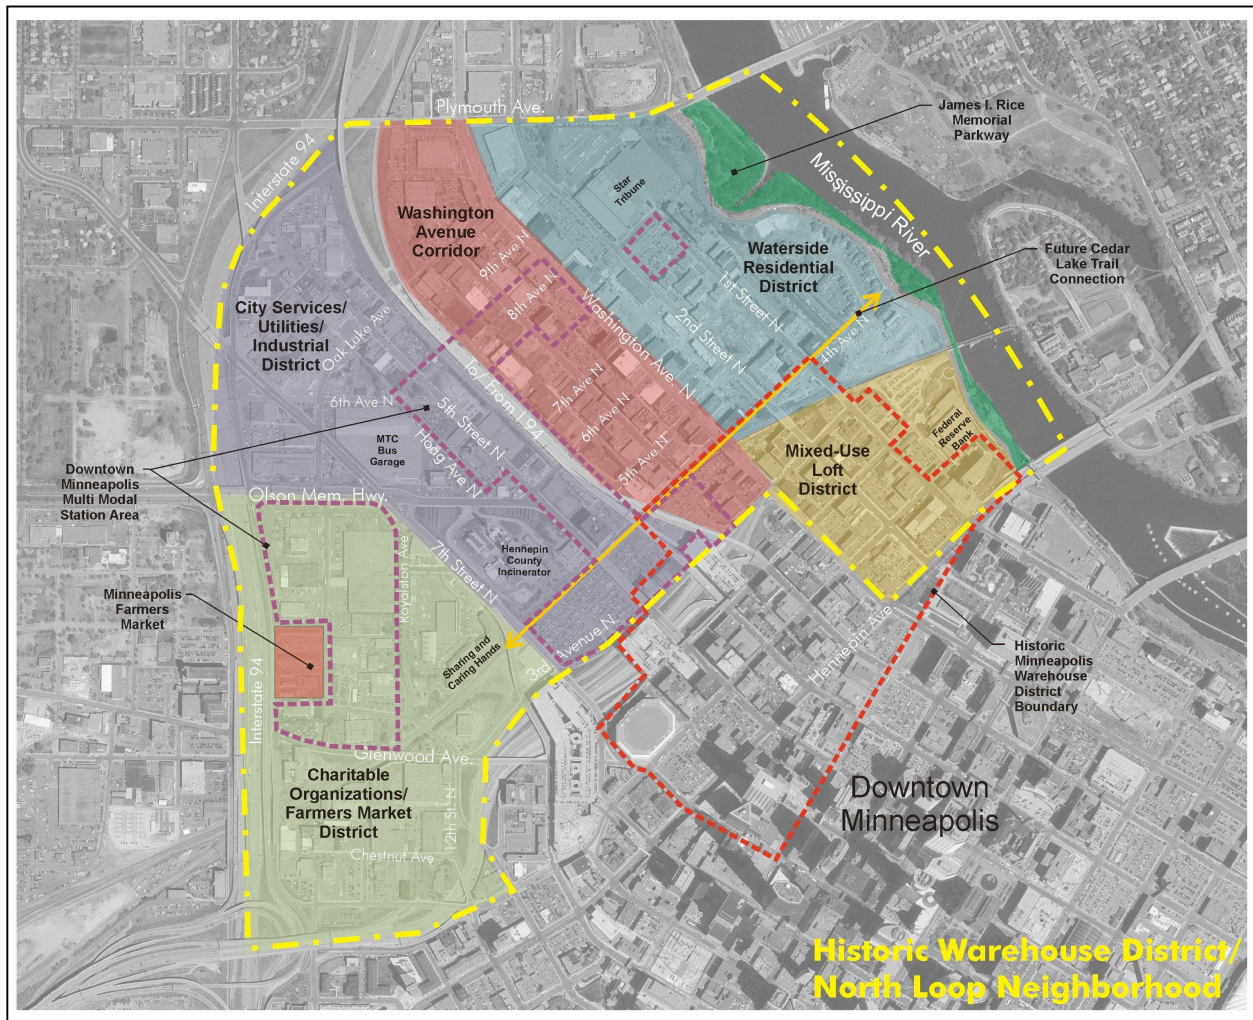 Plymouth Ave.
James I. Rice
Memorial
Parkway
Interstate 94
Mississippi River
Star
Tribune
Washington
Avenue
Corridor
9th Ave N
Waterside
Residential
District
Future Cedar
Lake Trail
Connection
8th Ave N
1st Street N
City Services/
Utilities/
Industrial
District
Oak Lake Ave
Washington Ave. N
2nd Street N
4th Ave N
To/ From I 94
7th Ave N
6th Ave N
6th Ave N
5th Street N
Federal
Reserve
Bank
MTC
Bus
Garage
Hoag Ave N
5th Ave N
Mixed-Use
Loft
District
Downtown
Minneapolis
Multi Modal
Station Area
Olson Mem. Hwy.
7th Street N
Royalston Ave
Hennepin
County
Incinerator
Minneapolis
Farmers
Market
Sharing and
Caring Hands
3rd. Avenue N.
Hennepin Ave.
Historic
Minneapolis
Warehouse
District
Boundary
Interstate 94
Glenwood Ave.
Charitable
Organizations/
Farmers Market
District
12th St. N
Chestnut Ave
Downtown
Minneapolis
Historic Warehouse District/
North Loop Neighborhood